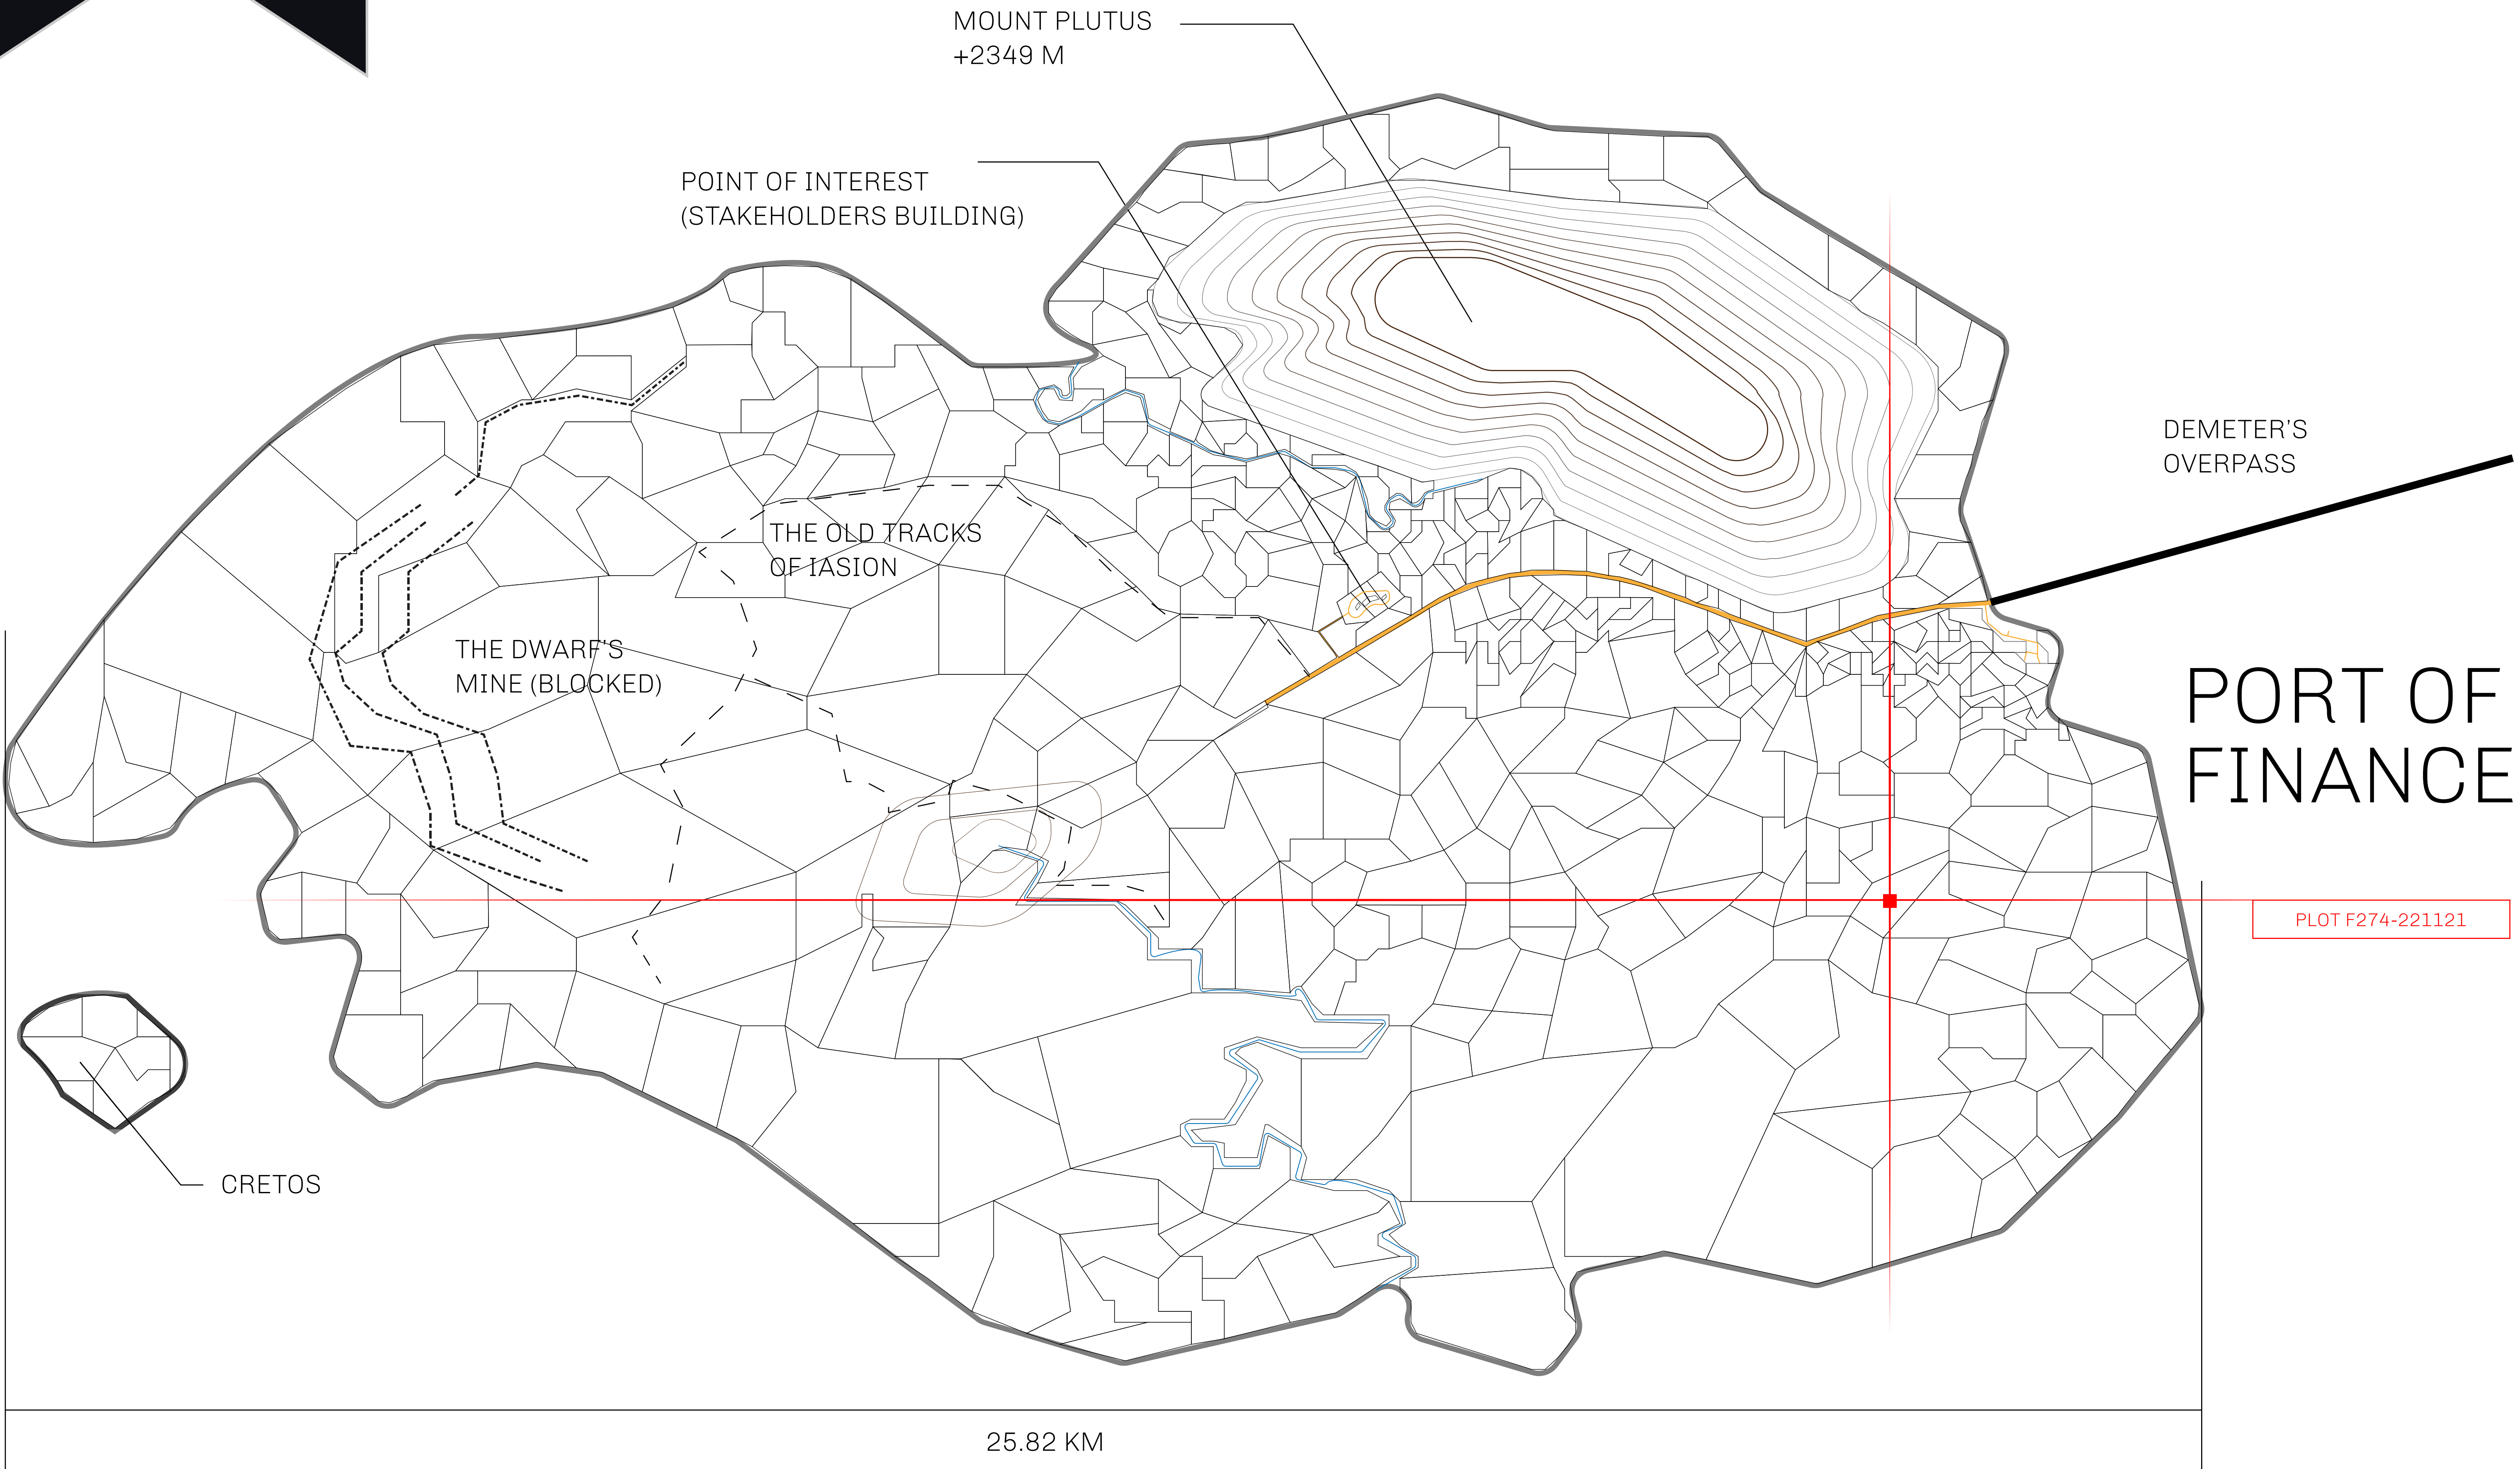 MOUNT PLUTUS
+2349 M
POINT OF INTEREST
(STAKEHOLDERS BUILDING)
DEMETER'S
OVERPASS
THE OLD TRACKS
OF IASION
THE DWARF'S
MINE (BLOCKED)
PORT OF
FINANCE
PLOT F274-221121
CRETOS
25.82 KM